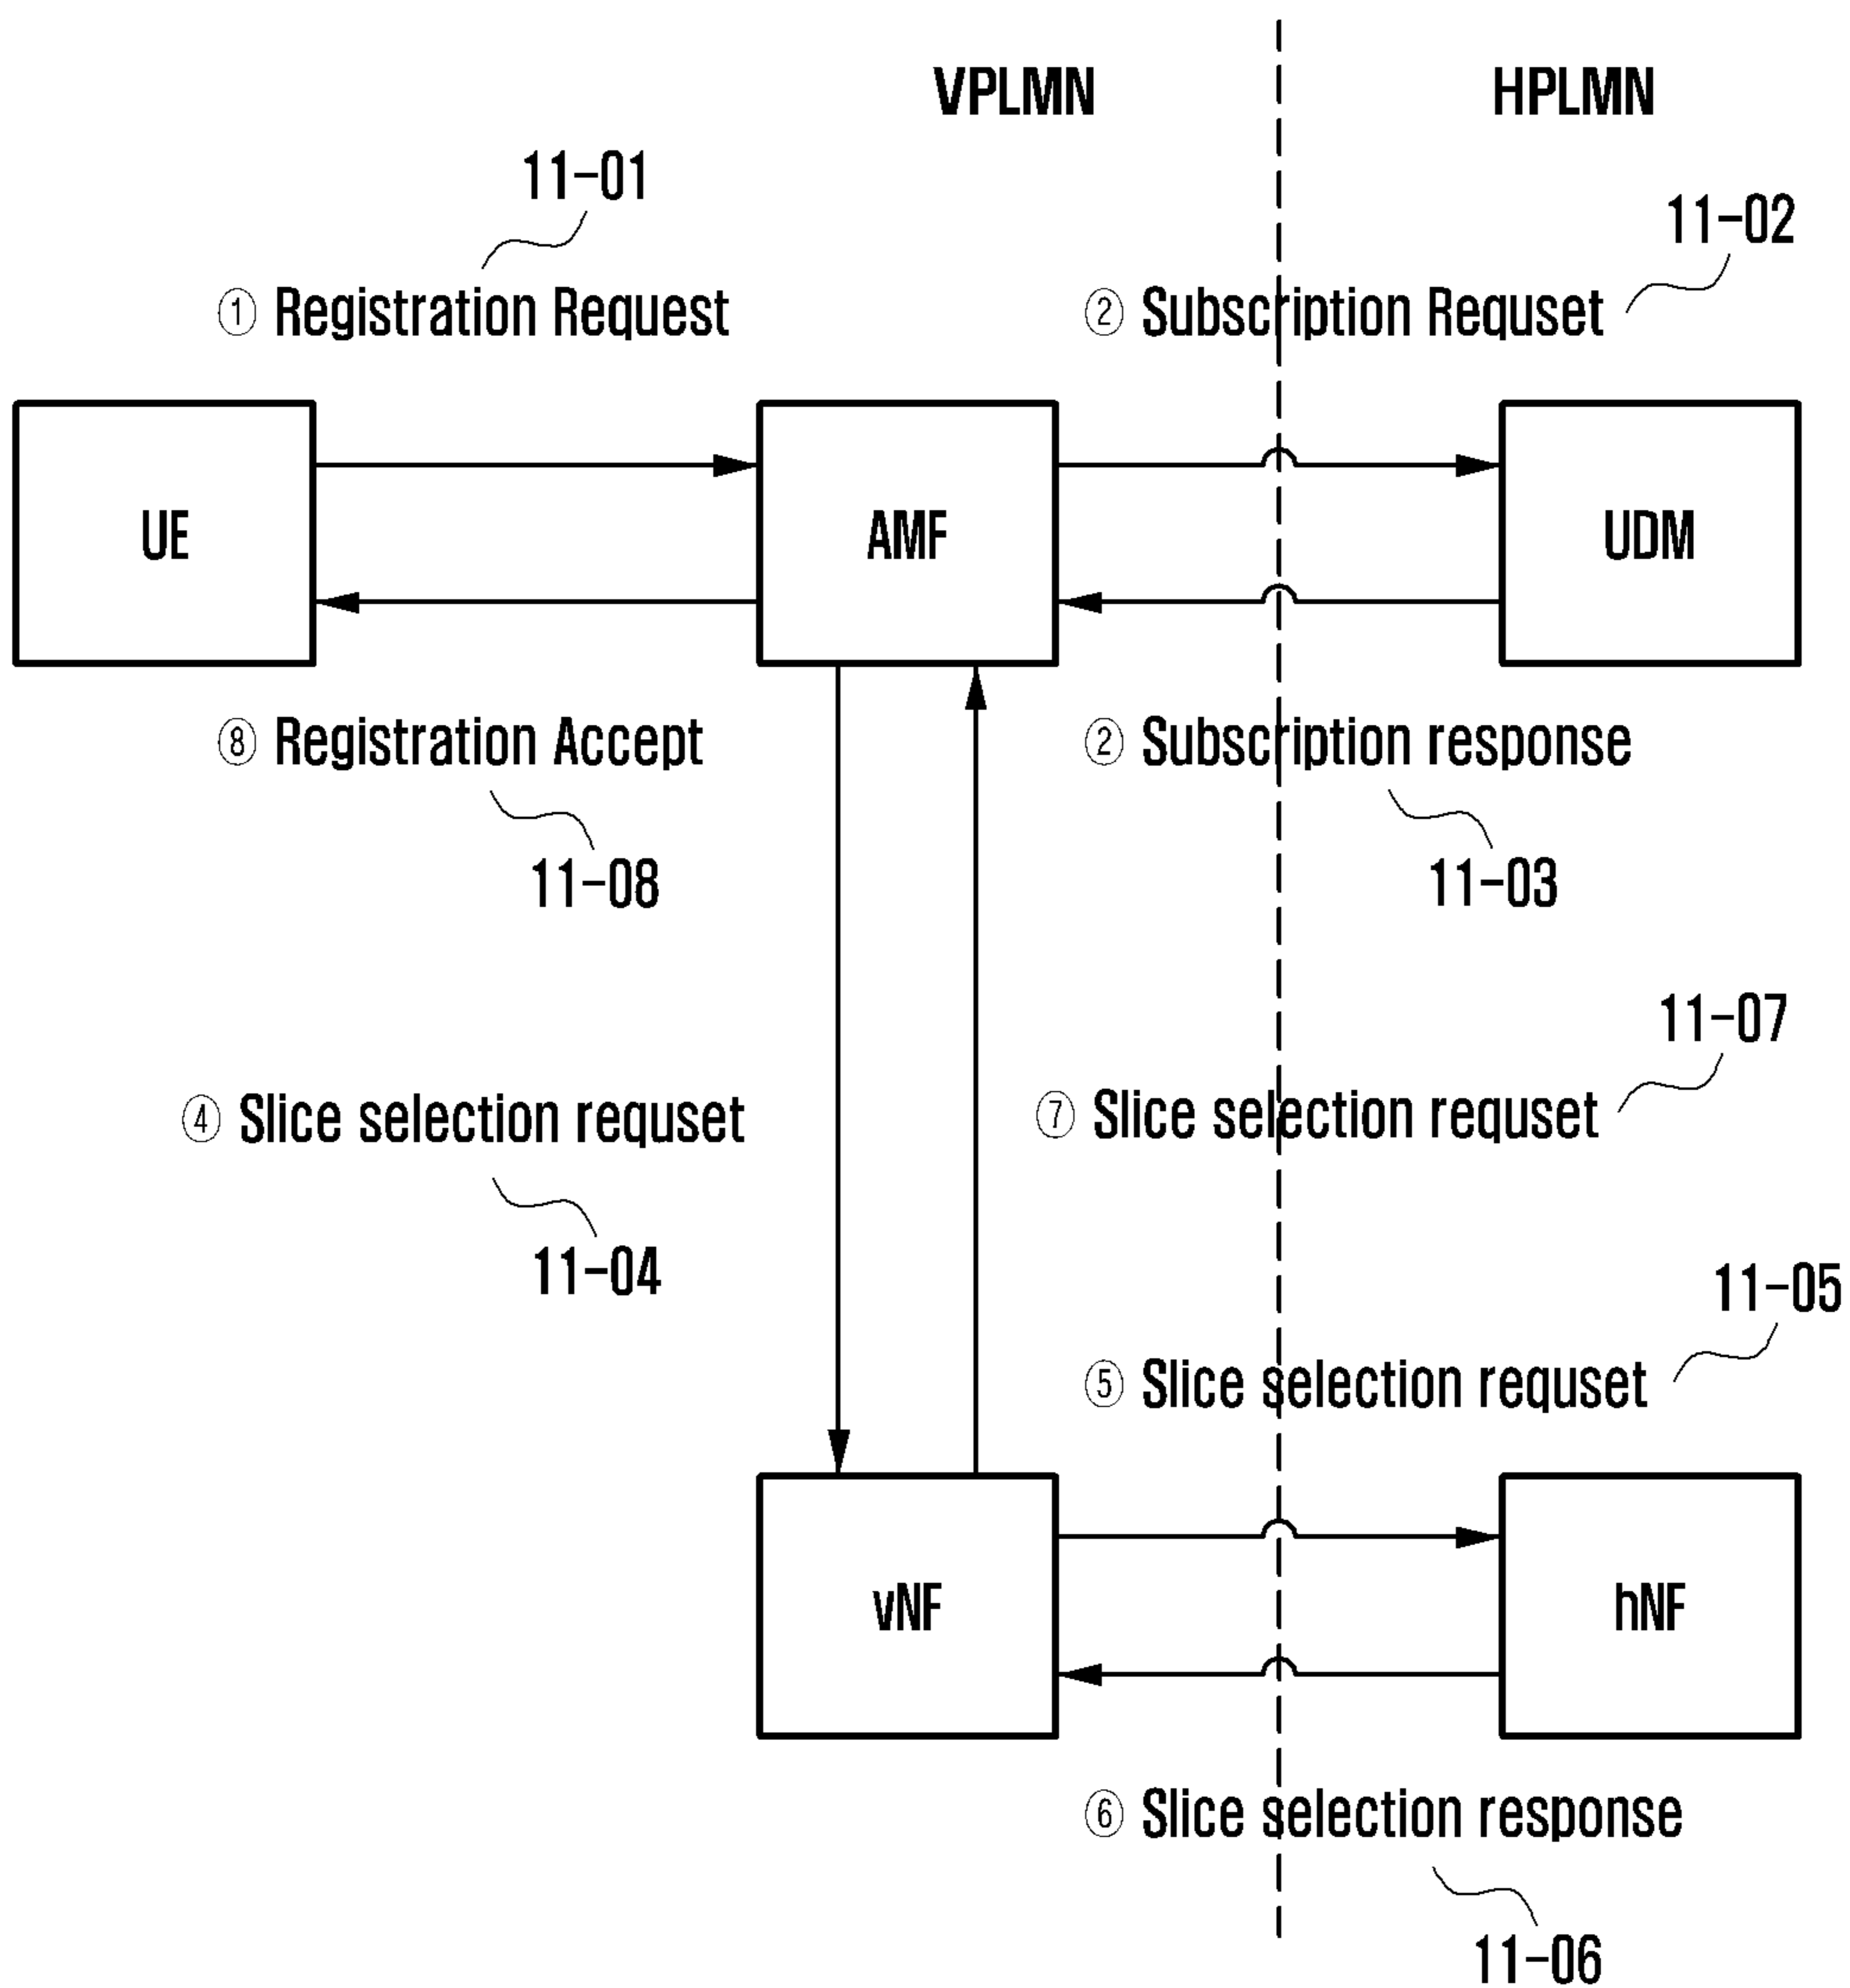 VPLMN
HPLMN
11-01
11-02
① Registration Request
② Subscription Requset
UE
AMF
UDM
⑧ Registration Accept
② Subscription response
11-08
11-03
11-07
④ Slice selection requset
⑦ Slice selection requset
11-04
11-05
⑤ Slice selection requset
vNF
hNF
⑥ Slice selection response
11-06